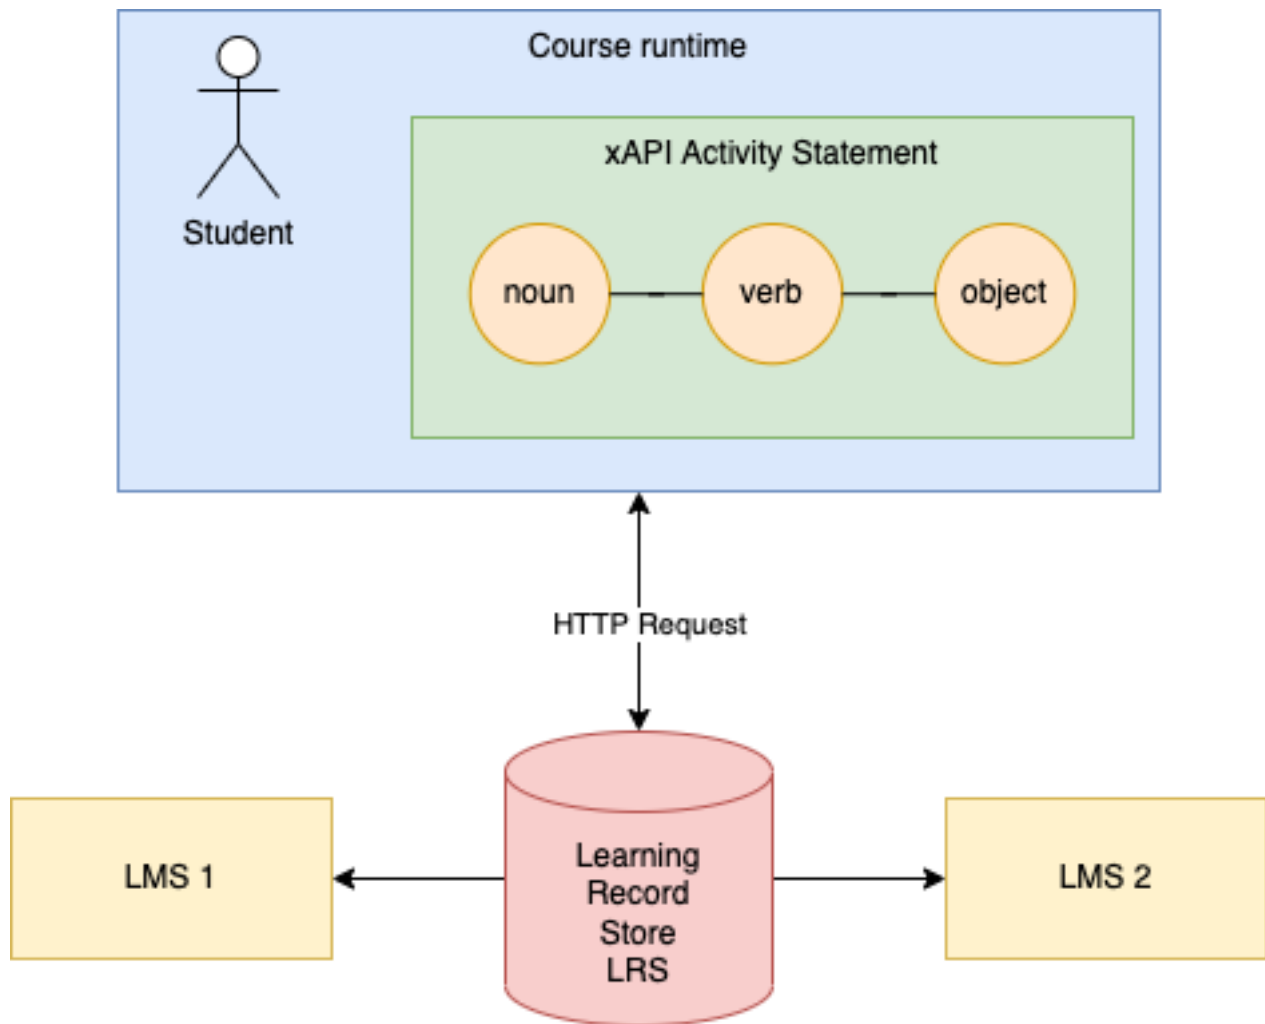 Course runtime
xAPI Activity Statement
Student
noun
verb
object
HTTP Request
LMS 1
Learning
Record
Store
LRS
LMS 2